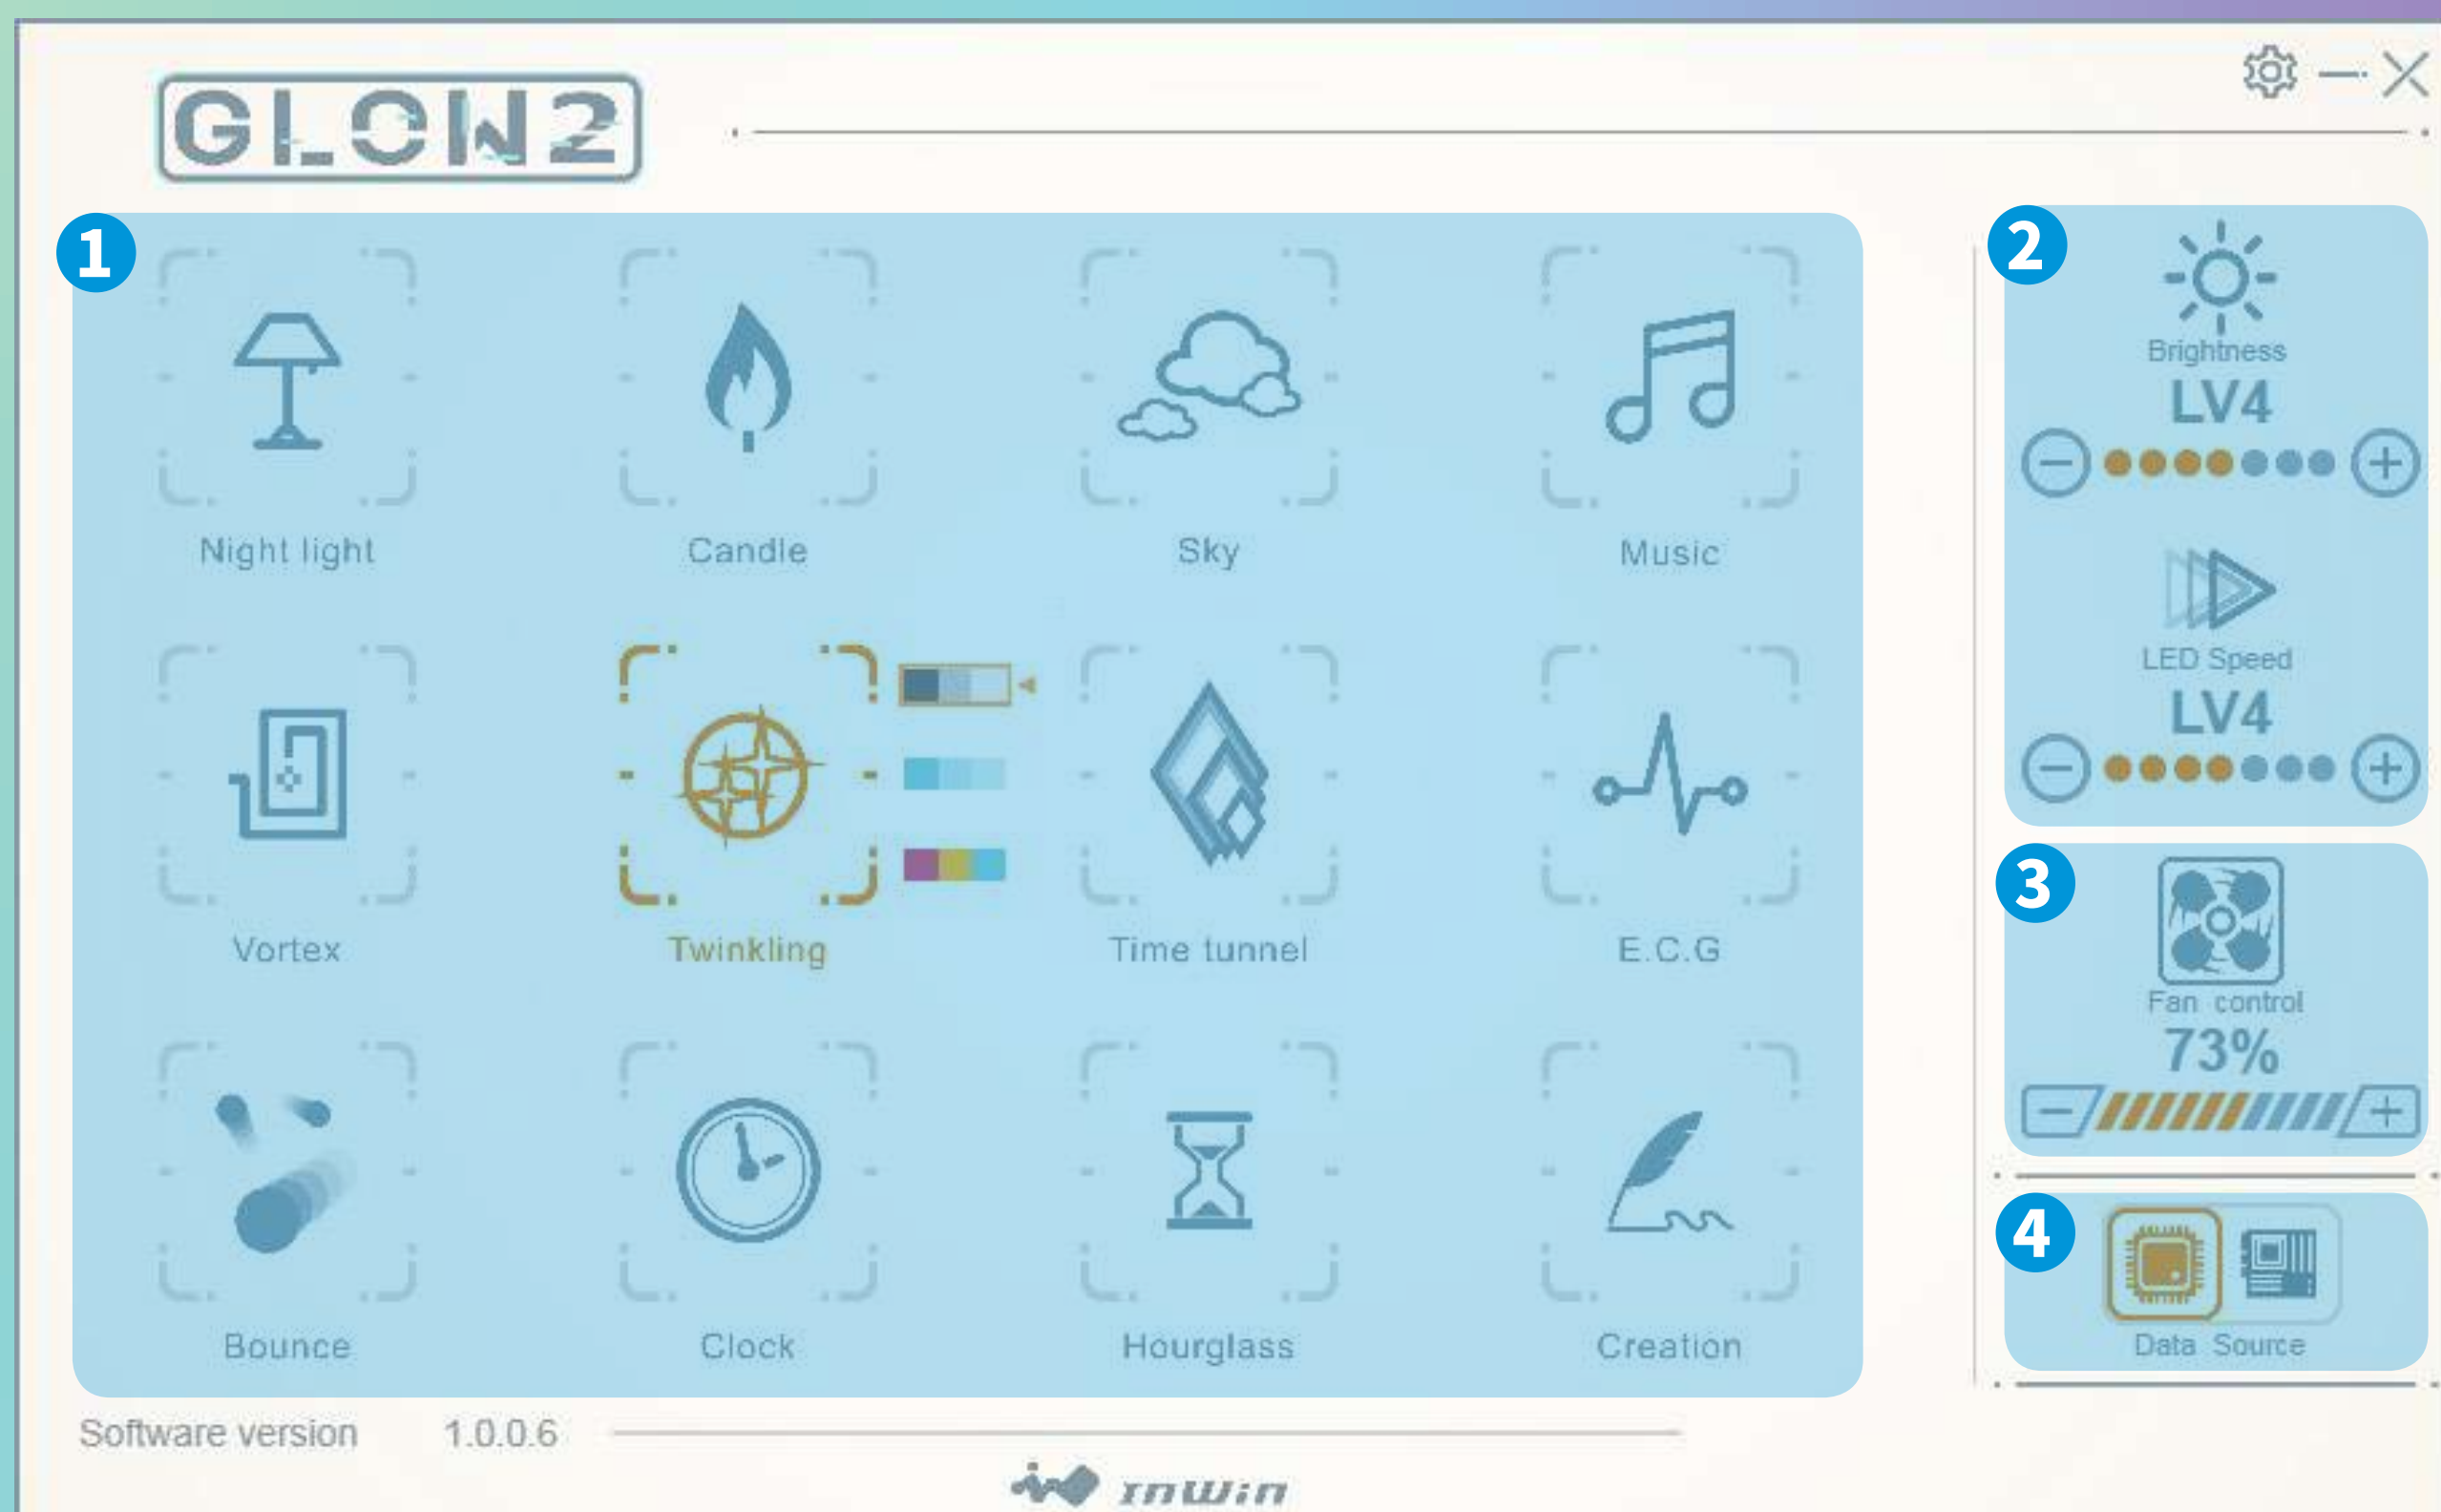 GLOW2
1
Night light
Candle
Sky
Music
Vortex
Twinkling
Time tunnel
E.C.G
Bounce
Clock
Hourglass
Creation
2
Brightness
LV4
LED Speed
LV4
3
Fan control
73%
4
Data Source
Software version 1.0.0.6
InWin